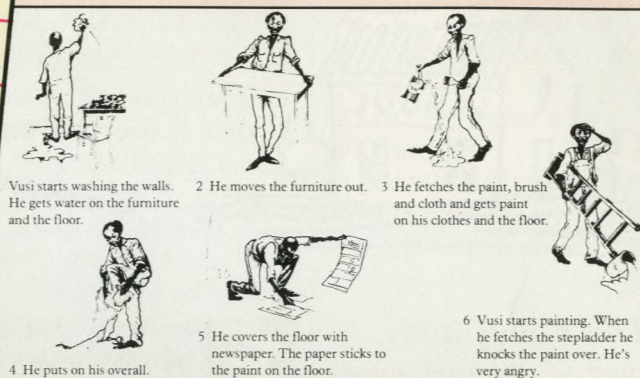 Vusi starts washing the walls.
He gets water on the furniture
and the floor.
2 He moves the furniture out.
3 He fetches the paint, brush
and cloth and gets paint
on his clothes and the floor.
4 He puts on his overall.
5 He covers the floor with
newspaper. The paper sticks to
the paint on the floor.
6 Vusi starts painting. When
he fetches the stepladder he
knocks the paint over. He's
very angry.